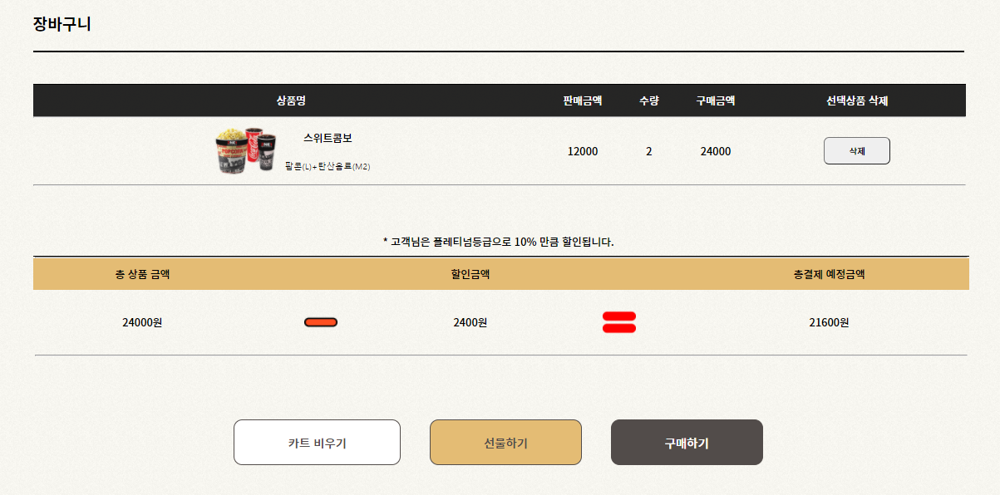 장바구니
상품명 판매금액 수량 구매금액 선택상품 삭제
스위트콤보
팝콘(L)+탄산음료(M2)
12000 2 24000 삭제
* 고객님은 플레티넘등급으로 10% 만큼 할인됩니다.
총 상품 금액 할인금액 총결제 예정금액
24000원 2400원 21600원
카트 비우기 선물하기 구매하기